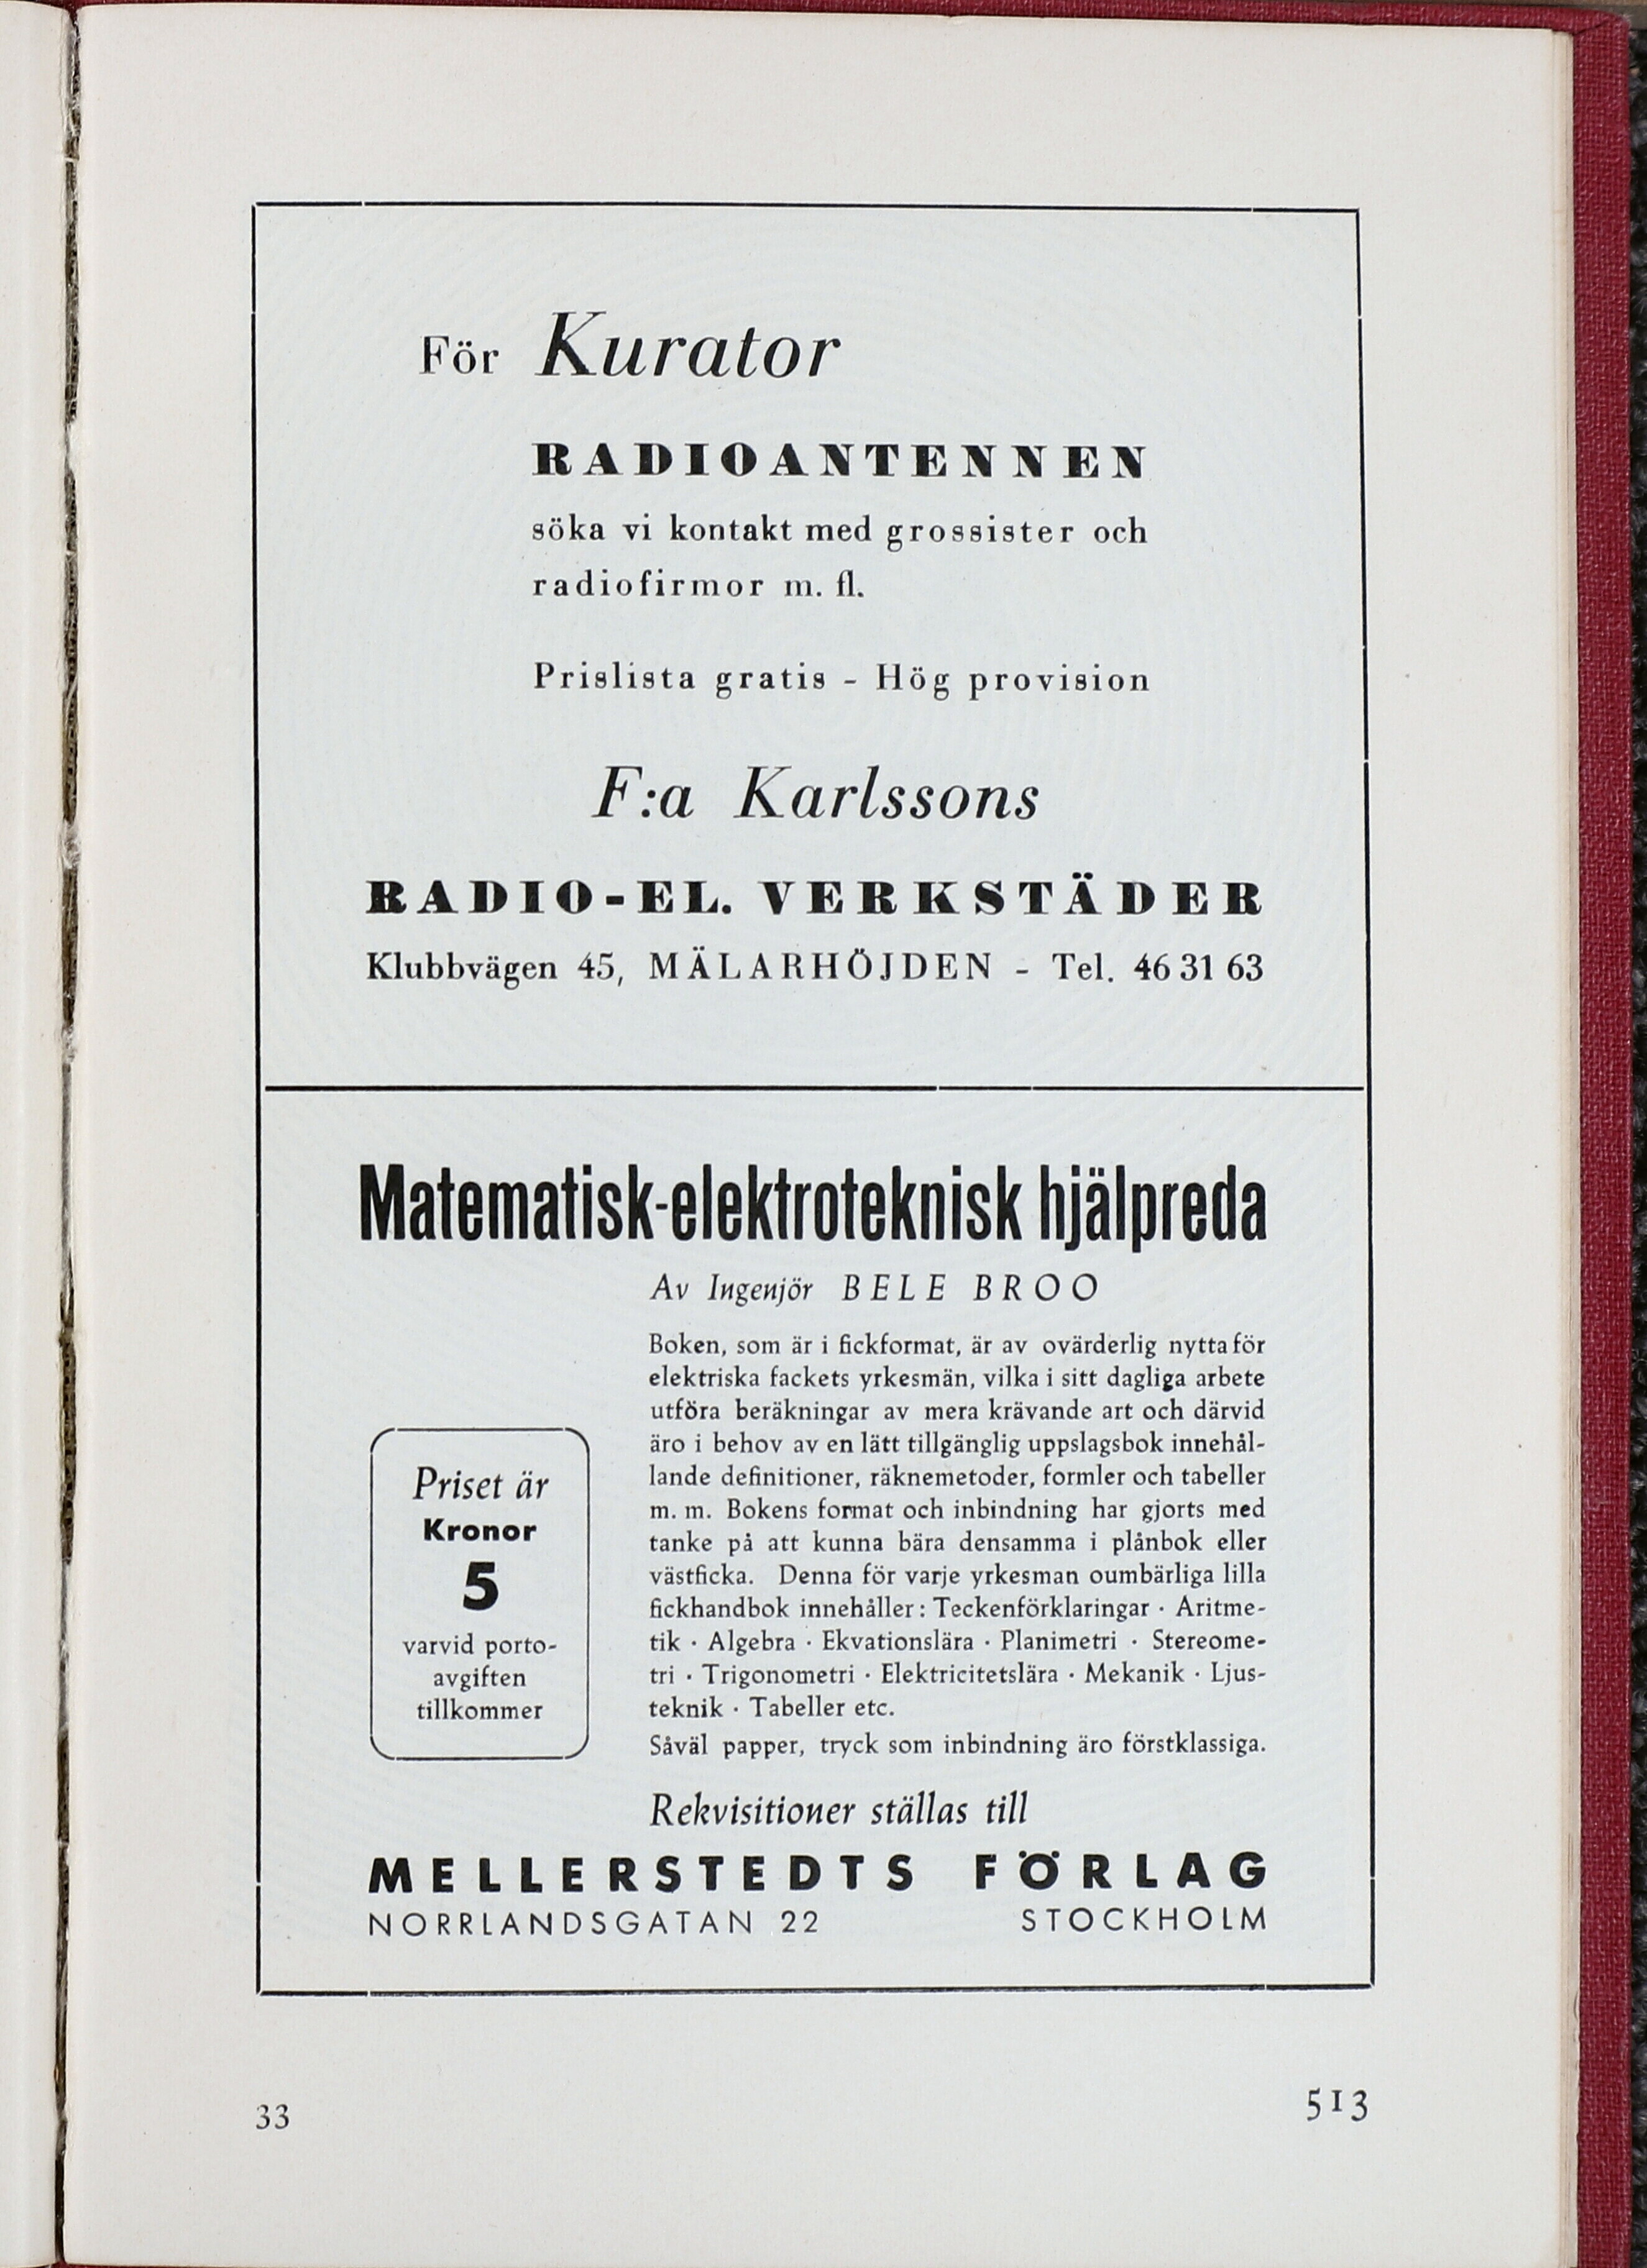 För Kurator
RADIOANTENNEN
söka vi kontakt med grossister och
radiofirmor m. fl.
Prislista gratis - Hög provision
F:a Karlssons
RADIO-EL. VERKSTÄDER
Klubbvägen 45, MÄLARHÖJDEN - Tel. 46 31 63
Matematisk-elektroteknisk hjälpreda
Av Ingenjör BELE BROO
Boken, som är i fickformat, är av ovärderlig nytta för
elektriska fackets yrkesmän, vilka i sitt dagliga arbete
utföra beräkningar av mera krävande art och därvid
äro i behov av en lätt tillgänglig uppslagsbok innehål-
lande definitioner, räknemetoder, formler och tabeller
m. m. Bokens format och inbindning har gjorts med
tanke på att kunna bära densamma i plånbok eller
västficka. Denna för varje yrkesman oumbärliga lilla
fickhandbok innehåller: Teckenförklaringar · Aritme-
tik · Algebra · Ekvationslära · Planimetri · Stereome-
tri · Trigonometri · Elektricitetslära · Mekanik · Ljus-
teknik · Tabeller etc.
Såväl papper, tryck som inbindning äro förstklassiga.
Priset är
Kronor
5
varvid porto-
avgiften
tillkommer
Rekvisitioner ställas till
MELLERSTEDTS FÖRLAG
NORRLANDSGATAN 22 STOCKHOLM
33 513